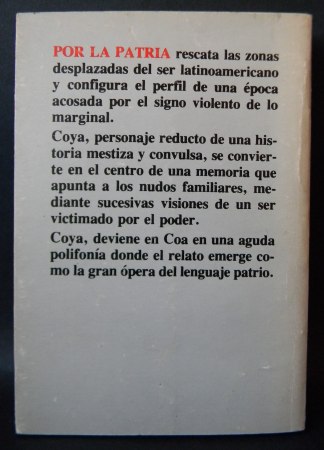 POR LA PATRIA rescata las zonas
desplazadas del ser latinoamericano
y configura el perfil de una época
acosada por el signo violento de lo
marginal.
Coya, personaje reducto de una his-
toria mestiza y convulsa, se convier-
te en el centro de una memoria que
apunta a los nudos familiares, me-
diante sucesivas visiones de un ser
victimado por el poder.
Coya, deviene en Coa en una aguda
polifonía donde el relato emerge co-
mo la gran ópera del lenguaje patrio.